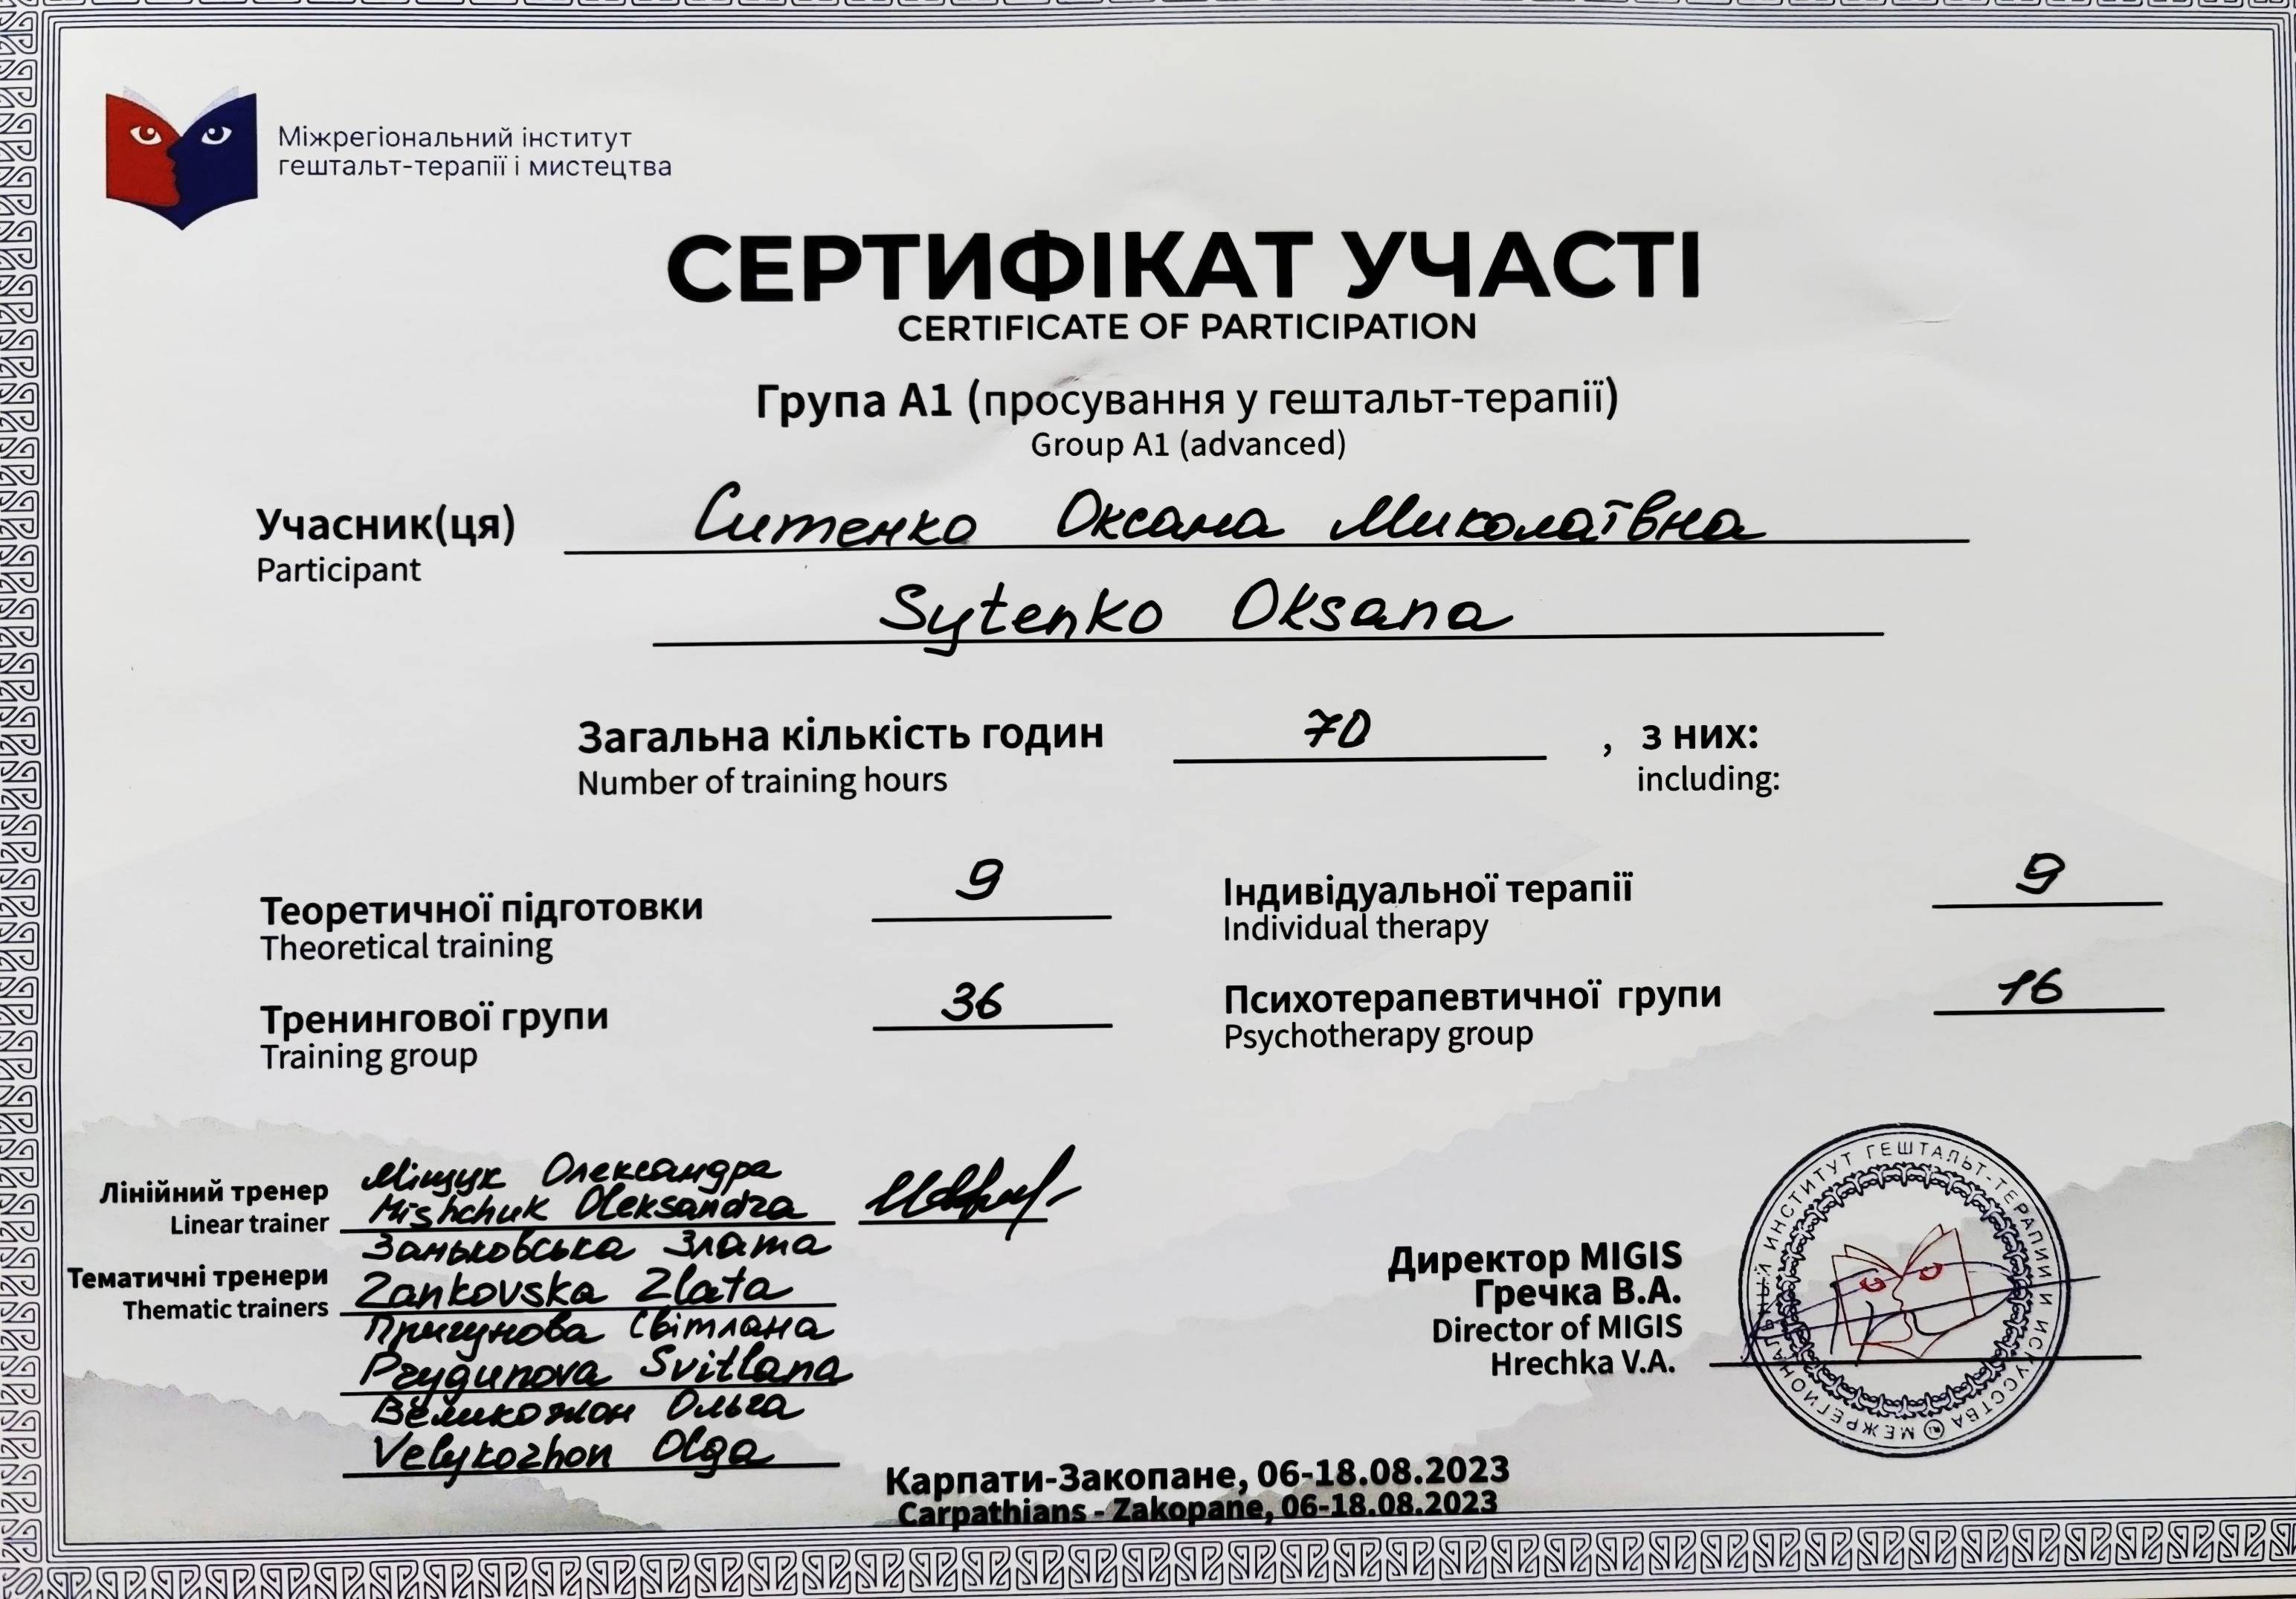 Міжрегіональний інститут
гештальт-терапії і мистецтва
СЕРТИФІКАТ УЧАСТІ
CERTIFICATE OF PARTICIPATION
Група А1 (просування у гештальт-терапії)
Group A1 (advanced)
Учасник(ця) Ситенко Оксана Миколаївна
Participant
Sytenko Oksana
Загальна кількість годин 70 , з них:
Number of training hours including:
Теоретичної підготовки 9 Індивідуальної терапії 9
Theoretical training Individual therapy
Тренингової групи 36 Психотерапевтичної групи 16
Training group Psychotherapy group
Лінійний тренер Міщук Олександра
Linear trainer Mishchuk Oleksandra
Заньковська Злата
Тематичні тренери Zankovska Zlata
Thematic trainers
Пригунова Світлана
Prygunova Svitlana
Великожон Ольга
Velykozhon Olga
Директор MIGIS
Гречка В.А.
Director of MIGIS
Hrechka V.A.
МЕЖРЕГИОНАЛЬНЫЙ ИНСТИТУТ ГЕШТАЛЬТ-ТЕРАПИИ И ИСКУССТВА
Карпати-Закопане, 06-18.08.2023
Carpathians - Zakopane, 06-18.08.2023